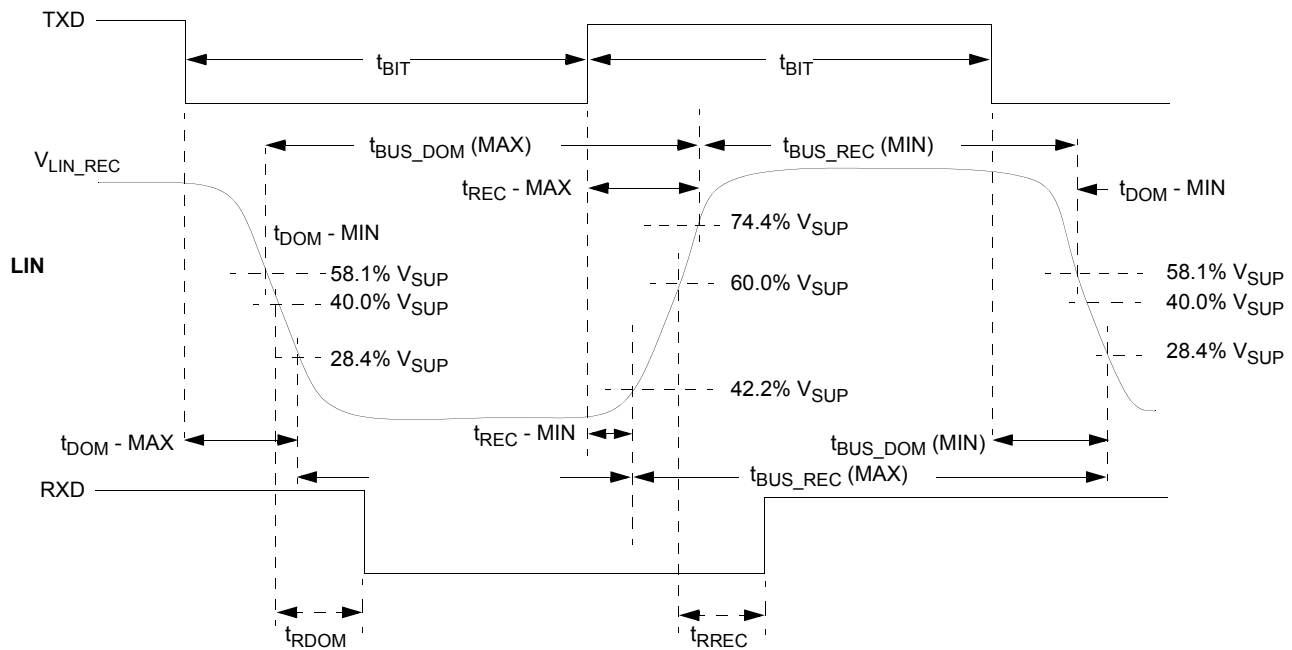 TXD
tBIT
tBIT
tBUS_DOM (MAX)
tBUS_REC (MIN)
VLIN_REC
tREC - MAX
tDOM - MIN
74.4% VSUP
tDOM - MIN
LIN
58.1% VSUP
60.0% VSUP
58.1% VSUP
40.0% VSUP
40.0% VSUP
28.4% VSUP
28.4% VSUP
42.2% VSUP
tDOM - MAX
tREC - MIN
tBUS_DOM (MIN)
tBUS_REC (MAX)
RXD
tRDOM
tRREC